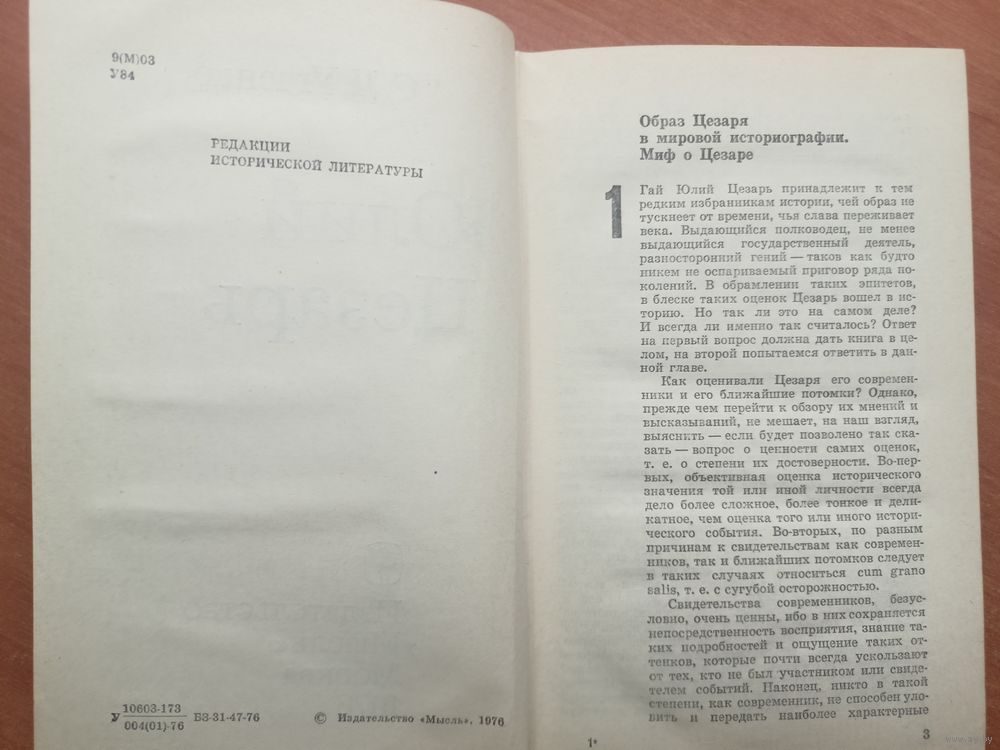 9(М)03
У84
РЕДАКЦИИ
ИСТОРИЧЕСКОЙ ЛИТЕРАТУРЫ
У 10603-173
004(01)-76 БЗ-31-47-76
© Издательство «Мысль», 1976
Образ Цезаря
в мировой историографии.
Миф о Цезаре
1
Гай Юлий Цезарь принадлежит к тем
редким избранникам истории, чей образ не
тускнеет от времени, чья слава переживает
века. Выдающийся полководец, не менее
выдающийся государственный деятель,
разносторонний гений — таков как будто
никем не оспариваемый приговор ряда по-
колений. В обрамлении таких эпитетов,
в блеске таких оценок Цезарь вошел в ис-
торию. Но так ли это на самом деле?
И всегда ли именно так считалось? Ответ
на первый вопрос должна дать книга в це-
лом, на второй попытаемся ответить в дан-
ной главе.
Как оценивали Цезаря его современ-
ники и его ближайшие потомки? Однако,
прежде чем перейти к обзору их мнений и
высказываний, не мешает, на наш взгляд,
выяснить — если будет позволено так ска-
зать — вопрос о ценности самих оценок,
т. е. о степени их достоверности. Во-пер-
вых, объективная оценка исторического
значения той или иной личности всегда
дело более сложное, более тонкое и дели-
катное, чем оценка того или иного истори-
ческого события. Во-вторых, по разным
причинам к свидетельствам как современ-
ников, так и ближайших потомков следует
в таких случаях относиться cum grano
salis, т. е. с сугубой осторожностью.
Свидетельства современников, безус-
ловно, очень ценны, ибо в них сохраняется
непосредственность восприятия, знание та-
ких подробностей и ощущение таких от-
тенков, которые почти всегда ускользают
от тех, кто не был участником или свиде-
телем событий. Наконец, никто в такой
степени, как современник, не способен уло-
вить и передать наиболее характерные
1*
3